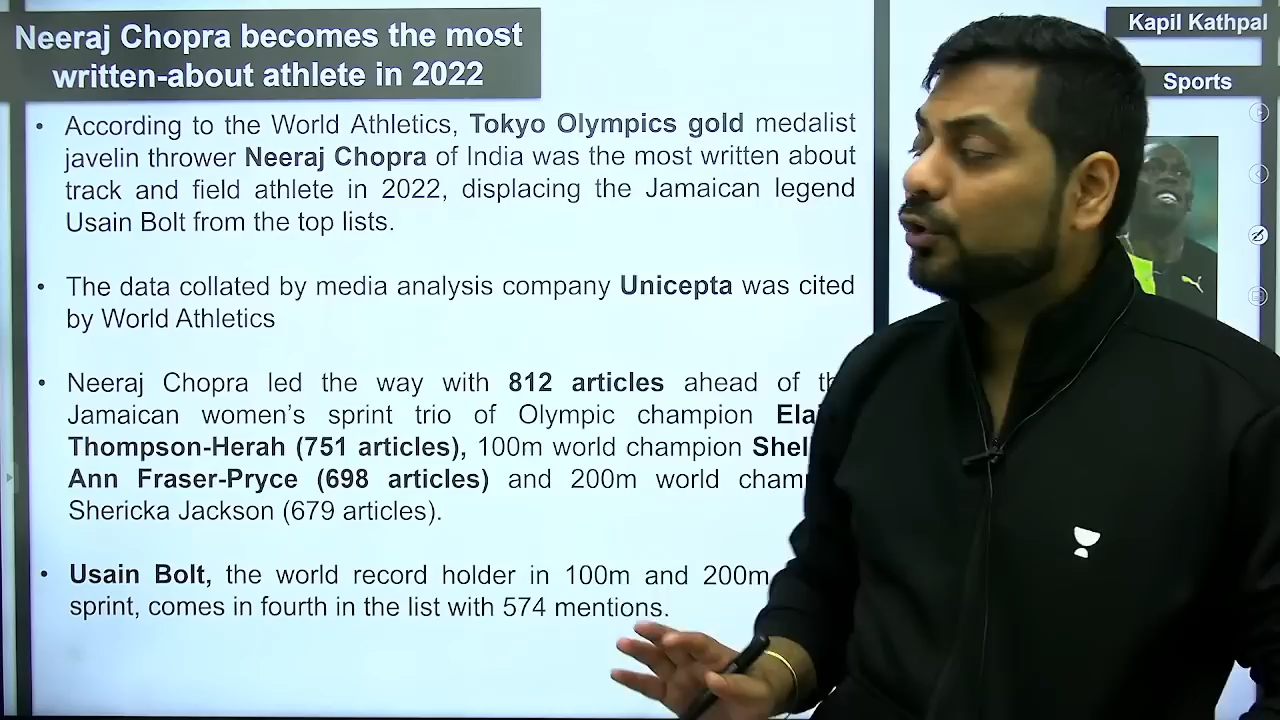 Neeraj Chopra becomes the most
written-about athlete in 2022
Kapil Kathpal
Sports
• According to the World Athletics, Tokyo Olympics gold medalist
javelin thrower Neeraj Chopra of India was the most written about
track and field athlete in 2022, displacing the Jamaican legend
Usain Bolt from the top lists.
• The data collated by media analysis company Unicepta was cited
by World Athletics
• Neeraj Chopra led the way with 812 articles ahead of
Jamaican women's sprint trio of Olympic champion
Thompson-Herah (751 articles), 100m world champion
Ann Fraser-Pryce (698 articles) and 200m world
Shericka Jackson (679 articles).
• Usain Bolt, the world record holder in 100m and 200m
sprint, comes in fourth in the list with 574 mentions.